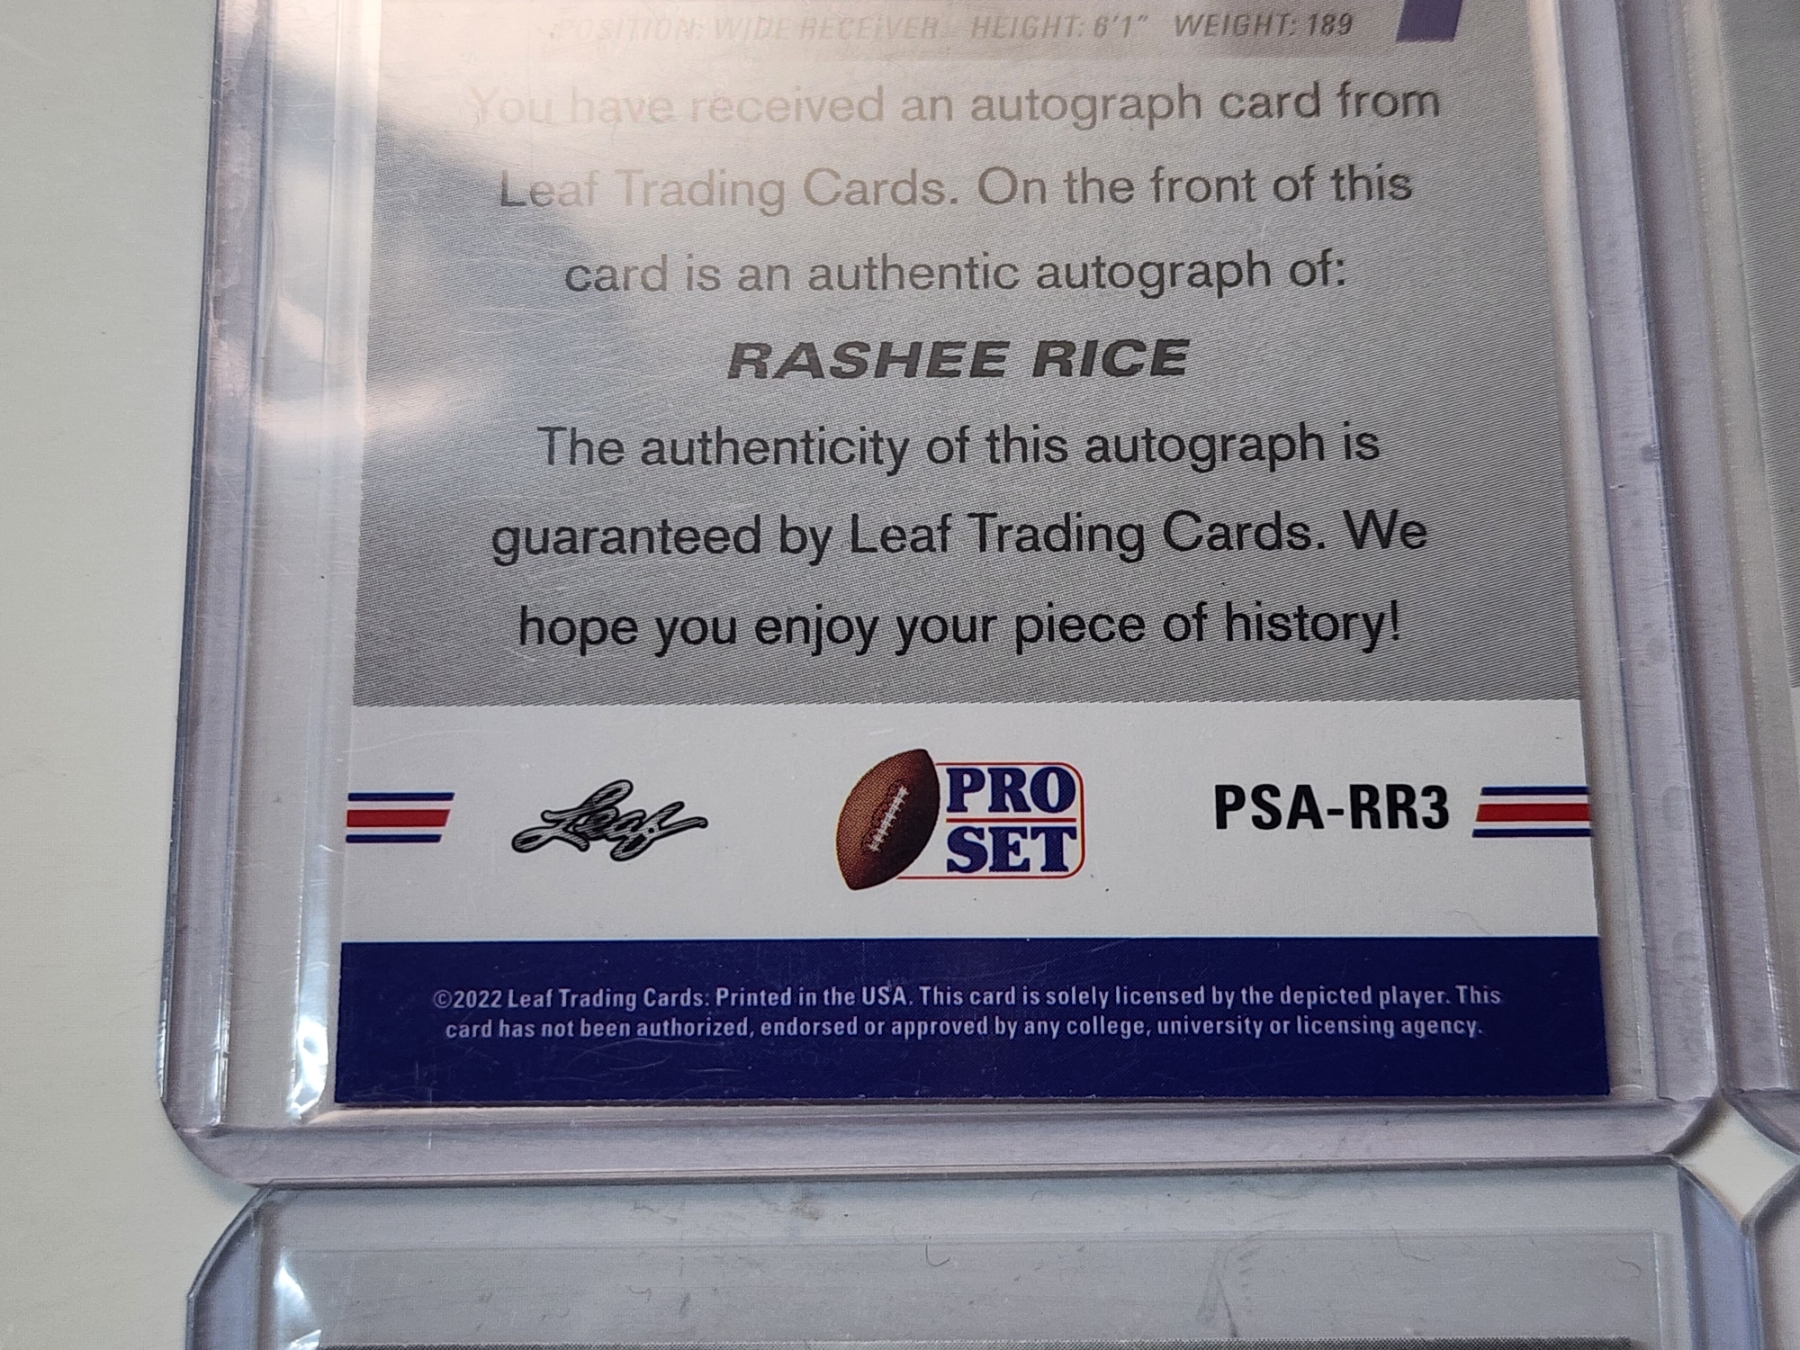 POSITION: WIDE RECEIVER HEIGHT: 6'1" WEIGHT: 189
You have received an autograph card from
Leaf Trading Cards. On the front of this
card is an authentic autograph of:
RASHEE RICE
The authenticity of this autograph is
guaranteed by Leaf Trading Cards. We
hope you enjoy your piece of history!
Leaf
PRO
SET
PSA-RR3
©2022 Leaf Trading Cards: Printed in the USA. This card is solely licensed by the depicted player. This
card has not been authorized, endorsed or approved by any college, university or licensing agency.